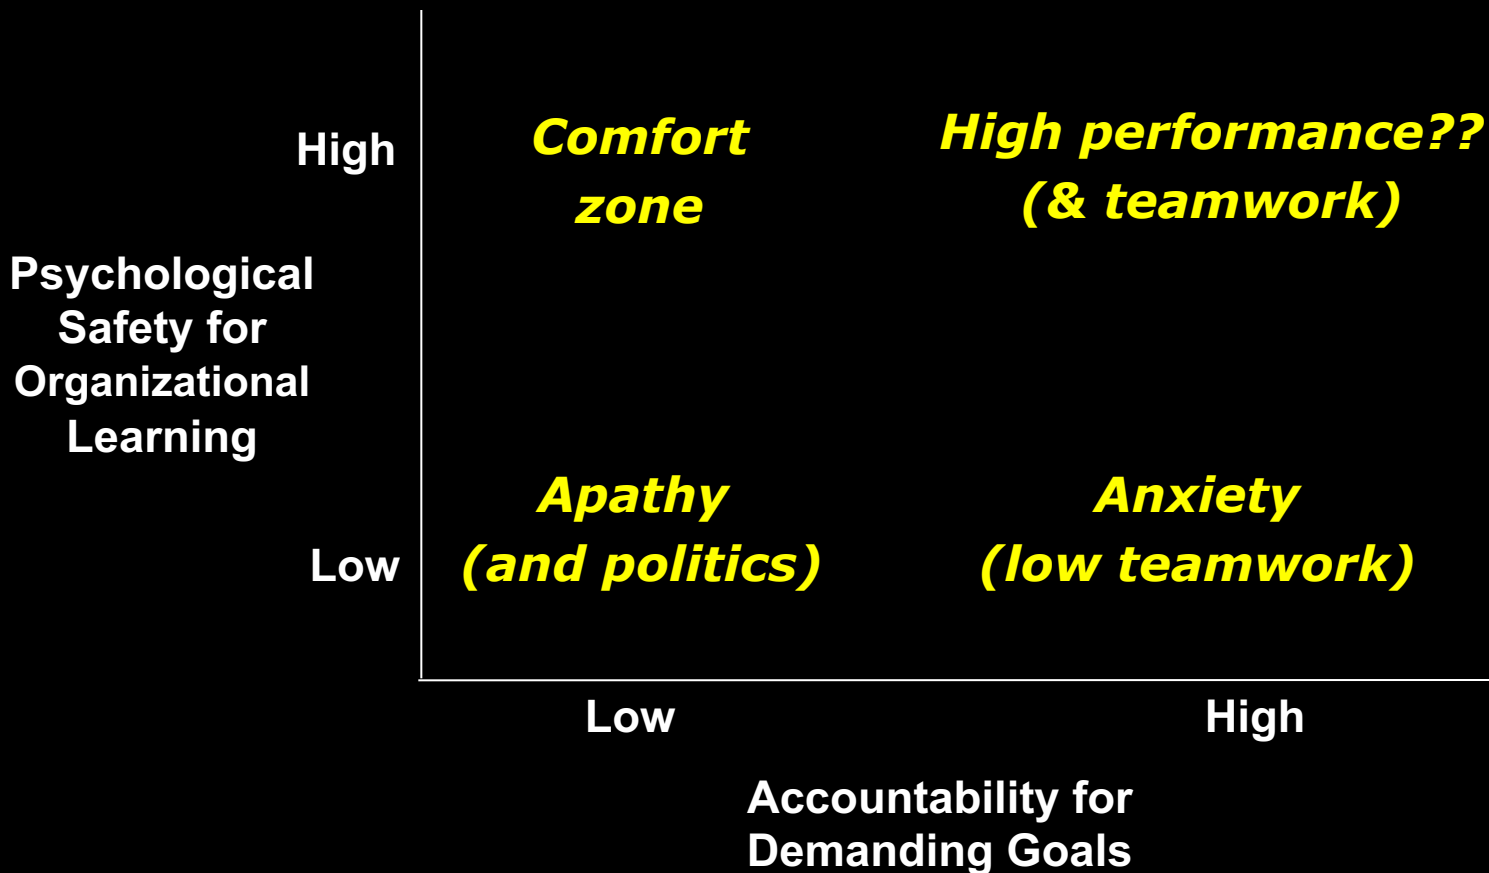 High
Comfort
zone
High performance??
(& teamwork)
Psychological
Safety for
Organizational
Learning
Low
Apathy
(and politics)
Anxiety
(low teamwork)
Low
High
Accountability for
Demanding Goals